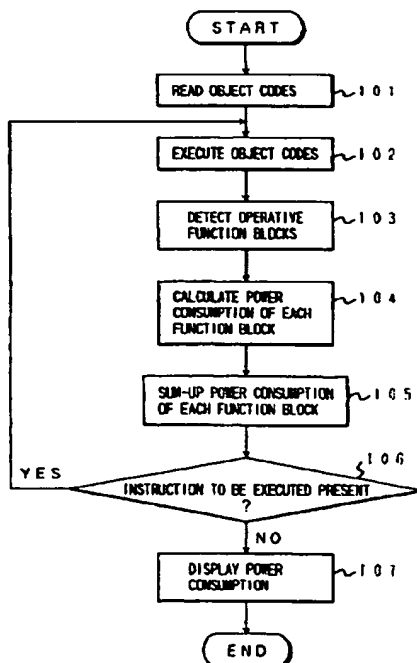 START
READ OBJECT CODES 101
EXECUTE OBJECT CODES 102
DETECT OPERATIVE
FUNCTION BLOCKS
103
CALCULATE POWER
CONSUMPTION OF EACH
FUNCTION BLOCK
104
SUM-UP POWER CONSUMPTION
OF EACH FUNCTION BLOCK
105
YES
106
INSTRUCTION TO BE EXECUTED PRESENT
?
NO
DISPLAY POWER
CONSUMPTION
107
END